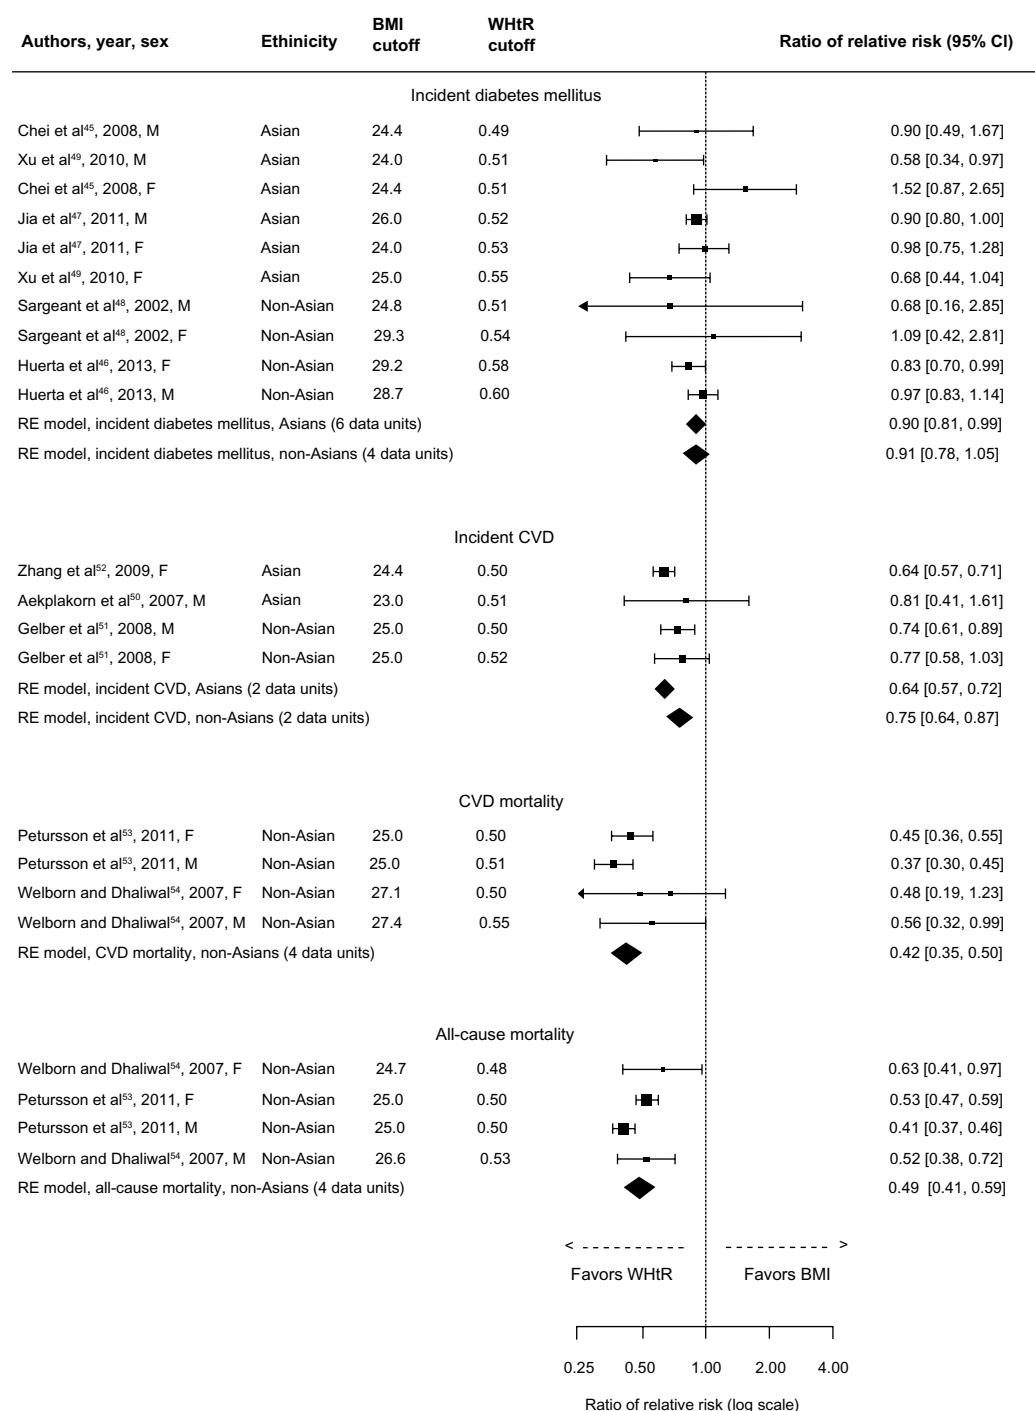 Authors, year, sex Ethinicity BMI cutoff WHtR cutoff Ratio of relative risk (95% CI)
Incident diabetes mellitus
Chei et al⁴⁵, 2008, M Asian 24.4 0.49 0.90 [0.49, 1.67]
Xu et al⁴⁹, 2010, M Asian 24.0 0.51 0.58 [0.34, 0.97]
Chei et al⁴⁵, 2008, F Asian 24.4 0.51 1.52 [0.87, 2.65]
Jia et al⁴⁷, 2011, M Asian 26.0 0.52 0.90 [0.80, 1.00]
Jia et al⁴⁷, 2011, F Asian 24.0 0.53 0.98 [0.75, 1.28]
Xu et al⁴⁹, 2010, F Asian 25.0 0.55 0.68 [0.44, 1.04]
Sargeant et al⁴⁸, 2002, M Non-Asian 24.8 0.51 0.68 [0.16, 2.85]
Sargeant et al⁴⁸, 2002, F Non-Asian 29.3 0.54 1.09 [0.42, 2.81]
Huerta et al⁴⁶, 2013, F Non-Asian 29.2 0.58 0.83 [0.70, 0.99]
Huerta et al⁴⁶, 2013, M Non-Asian 28.7 0.60 0.97 [0.83, 1.14]
RE model, incident diabetes mellitus, Asians (6 data units) 0.90 [0.81, 0.99]
RE model, incident diabetes mellitus, non-Asians (4 data units) 0.91 [0.78, 1.05]
Incident CVD
Zhang et al⁵², 2009, F Asian 24.4 0.50 0.64 [0.57, 0.71]
Aekplakorn et al⁵⁰, 2007, M Asian 23.0 0.51 0.81 [0.41, 1.61]
Gelber et al⁵¹, 2008, M Non-Asian 25.0 0.50 0.74 [0.61, 0.89]
Gelber et al⁵¹, 2008, F Non-Asian 25.0 0.52 0.77 [0.58, 1.03]
RE model, incident CVD, Asians (2 data units) 0.64 [0.57, 0.72]
RE model, incident CVD, non-Asians (2 data units) 0.75 [0.64, 0.87]
CVD mortality
Petursson et al⁵³, 2011, F Non-Asian 25.0 0.50 0.45 [0.36, 0.55]
Petursson et al⁵³, 2011, M Non-Asian 25.0 0.51 0.37 [0.30, 0.45]
Welborn and Dhaliwal⁵⁴, 2007, F Non-Asian 27.1 0.50 0.48 [0.19, 1.23]
Welborn and Dhaliwal⁵⁴, 2007, M Non-Asian 27.4 0.55 0.56 [0.32, 0.99]
RE model, CVD mortality, non-Asians (4 data units) 0.42 [0.35, 0.50]
All-cause mortality
Welborn and Dhaliwal⁵⁴, 2007, F Non-Asian 24.7 0.48 0.63 [0.41, 0.97]
Petursson et al⁵³, 2011, F Non-Asian 25.0 0.50 0.53 [0.47, 0.59]
Petursson et al⁵³, 2011, M Non-Asian 25.0 0.50 0.41 [0.37, 0.46]
Welborn and Dhaliwal⁵⁴, 2007, M Non-Asian 26.6 0.53 0.52 [0.38, 0.72]
RE model, all-cause mortality, non-Asians (4 data units) 0.49 [0.41, 0.59]
Favors WHtR Favors BMI
0.25 0.50 1.00 2.00 4.00
Ratio of relative risk (log scale)